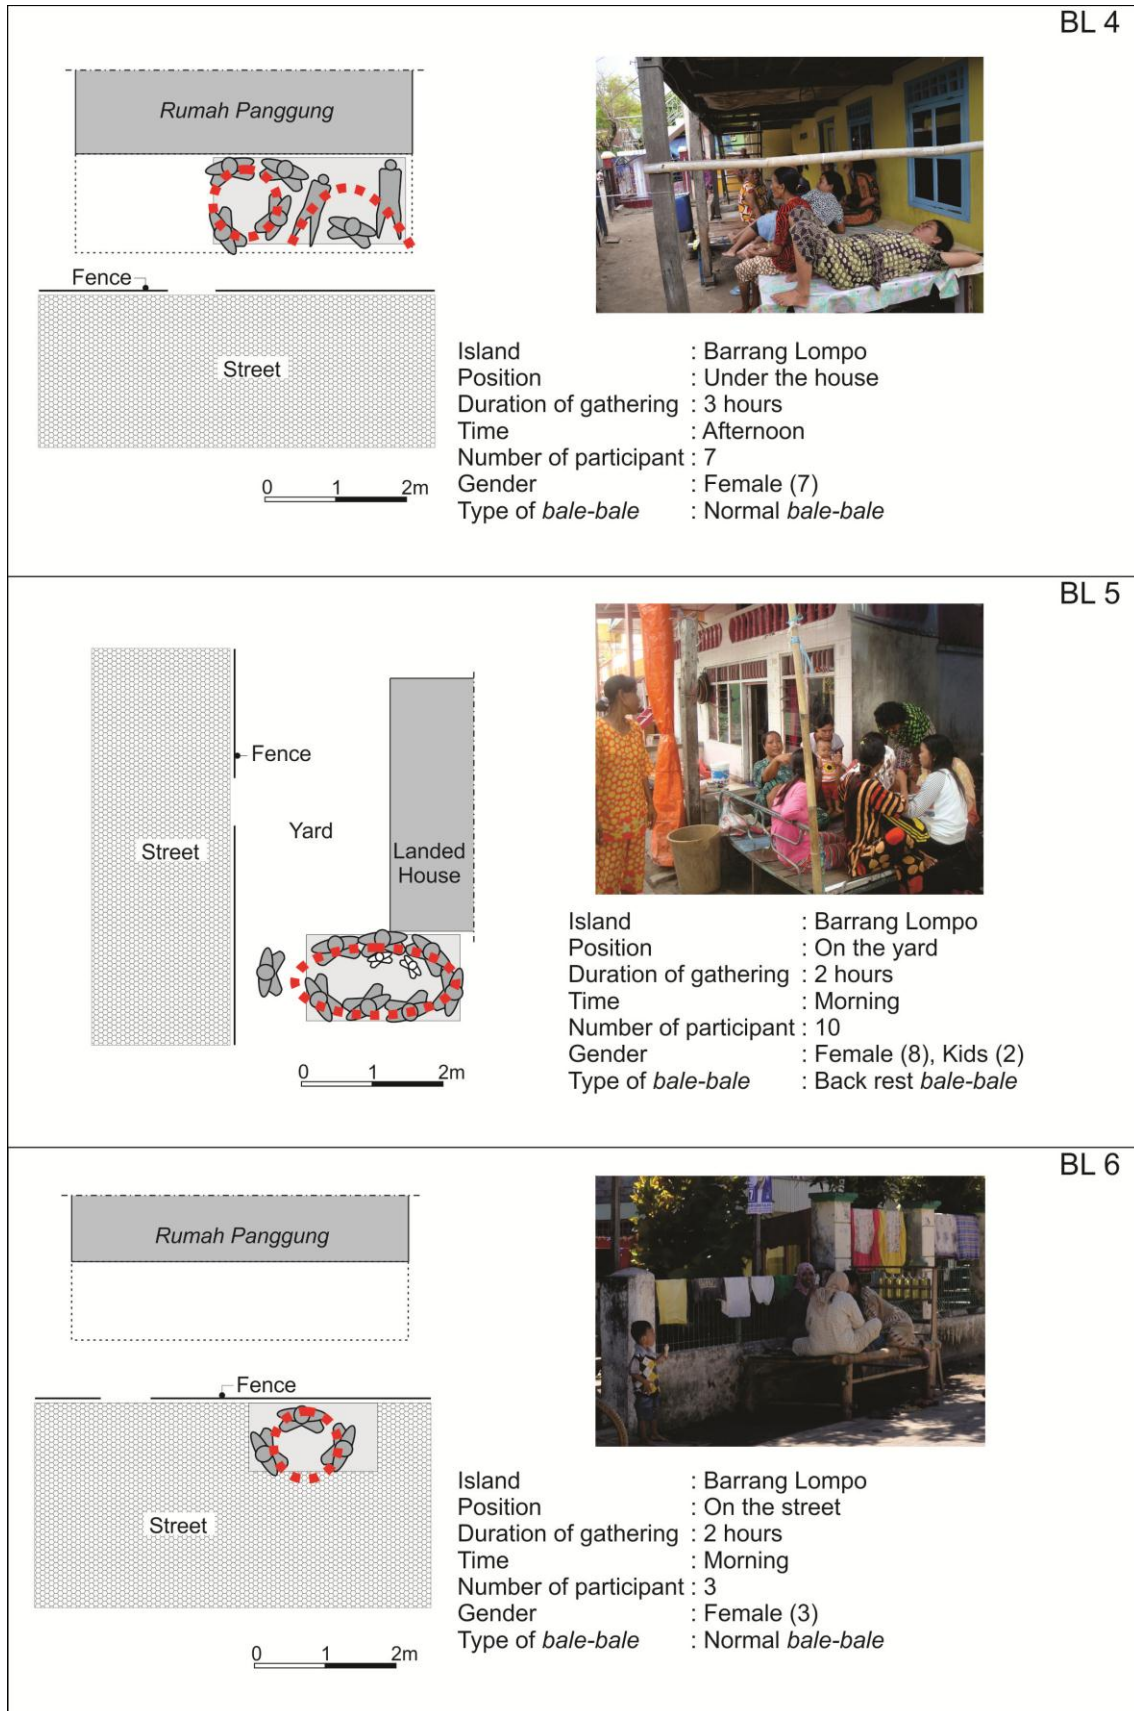 BL 4
Rumah Panggung
Fence
Street
0 1 2m
Island : Barrang Lompo
Position : Under the house
Duration of gathering : 3 hours
Time : Afternoon
Number of participant : 7
Gender : Female (7)
Type of bale-bale : Normal bale-bale
BL 5
Fence
Yard
Street
Landed
House
0 1 2m
Island : Barrang Lompo
Position : On the yard
Duration of gathering : 2 hours
Time : Morning
Number of participant : 10
Gender : Female (8), Kids (2)
Type of bale-bale : Back rest bale-bale
BL 6
Rumah Panggung
Fence
Street
0 1 2m
Island : Barrang Lompo
Position : On the street
Duration of gathering : 2 hours
Time : Morning
Number of participant : 3
Gender : Female (3)
Type of bale-bale : Normal bale-bale